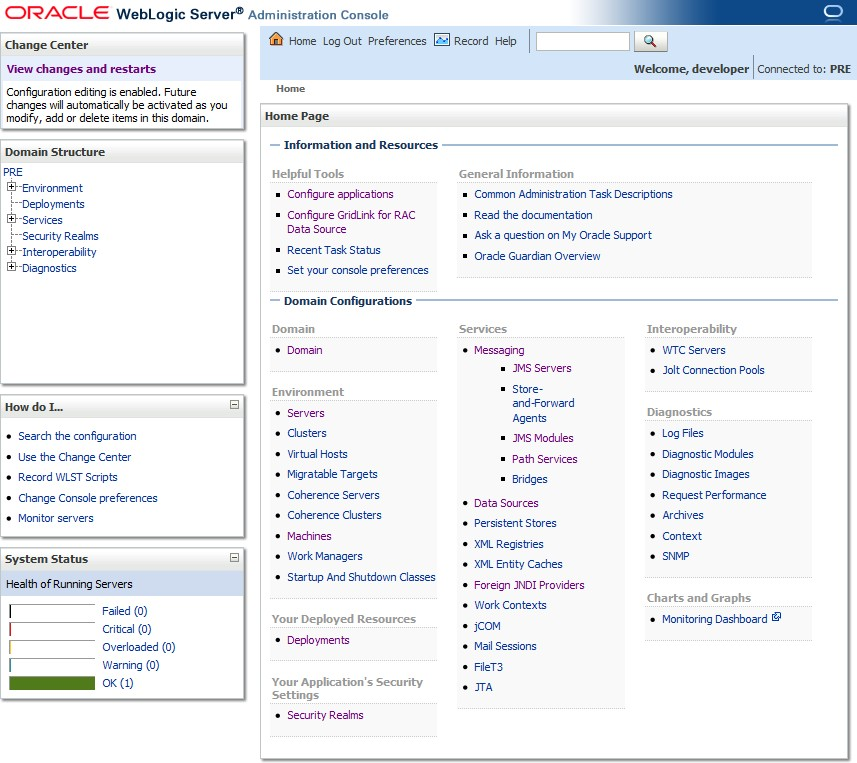 ORACLE WebLogic Server® Administration Console
Change Center
View changes and restarts
Configuration editing is enabled. Future
changes will automatically be activated as you
modify, add or delete items in this domain.
Domain Structure
PRE
Environment
Deployments
Services
Security Realms
Interoperability
Diagnostics
How do I...
Search the configuration
Use the Change Center
Record WLST Scripts
Change Console preferences
Monitor servers
System Status
Health of Running Servers
Failed (0)
Critical (0)
Overloaded (0)
Warning (0)
OK (1)
Home Log Out Preferences Record Help
Welcome, developer Connected to: PRE
Home
Home Page
Information and Resources
Helpful Tools
Configure applications
Configure GridLink for RAC
Data Source
Recent Task Status
Set your console preferences
General Information
Common Administration Task Descriptions
Read the documentation
Ask a question on My Oracle Support
Oracle Guardian Overview
Domain Configurations
Domain
Domain
Environment
Servers
Clusters
Virtual Hosts
Migratable Targets
Coherence Servers
Coherence Clusters
Machines
Work Managers
Startup And Shutdown Classes
Your Deployed Resources
Deployments
Your Application's Security
Settings
Security Realms
Services
Messaging
JMS Servers
Store-
and-Forward
Agents
JMS Modules
Path Services
Bridges
Data Sources
Persistent Stores
XML Registries
XML Entity Caches
Foreign JNDI Providers
Work Contexts
jCOM
Mail Sessions
FileT3
JTA
Interoperability
WTC Servers
Jolt Connection Pools
Diagnostics
Log Files
Diagnostic Modules
Diagnostic Images
Request Performance
Archives
Context
SNMP
Charts and Graphs
Monitoring Dashboard